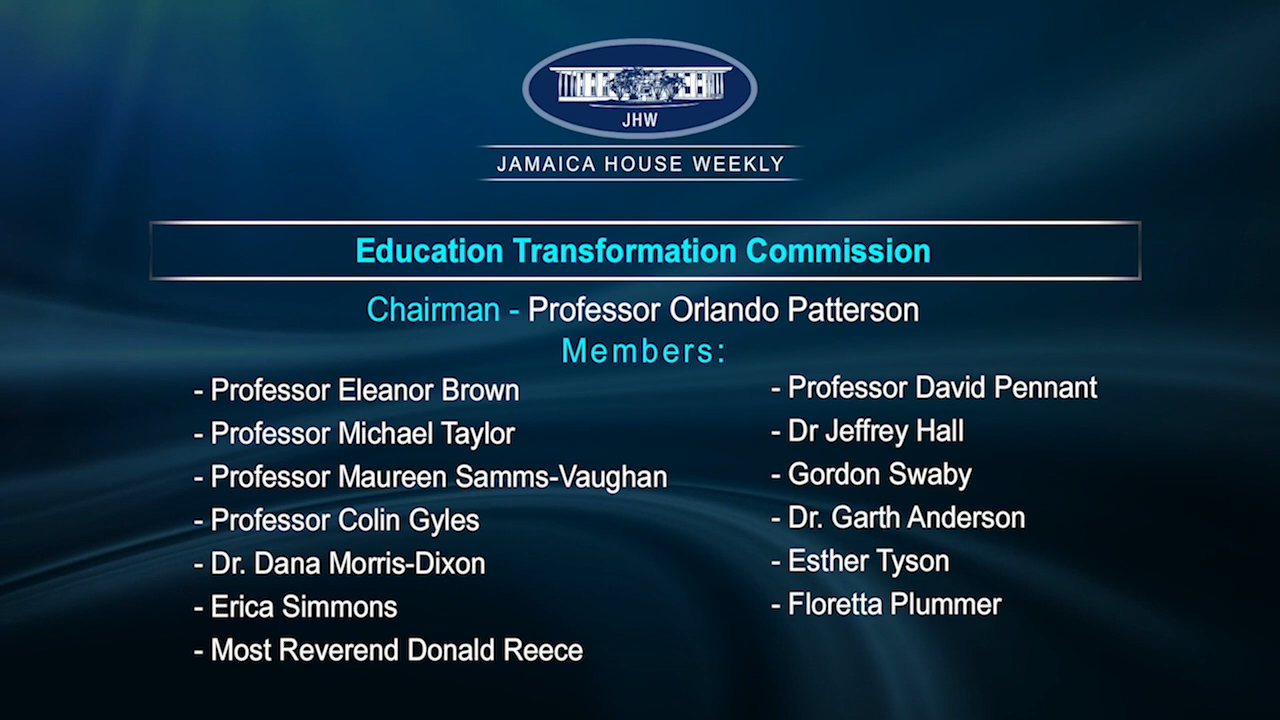 JHW
JAMAICA HOUSE WEEKLY
Education Transformation Commission
Chairman - Professor Orlando Patterson
Members:
- Professor Eleanor Brown
- Professor Michael Taylor
- Professor Maureen Samms-Vaughan
- Professor Colin Gyles
- Dr. Dana Morris-Dixon
- Erica Simmons
- Most Reverend Donald Reece
- Professor David Pennant
- Dr Jeffrey Hall
- Gordon Swaby
- Dr. Garth Anderson
- Esther Tyson
- Floretta Plummer